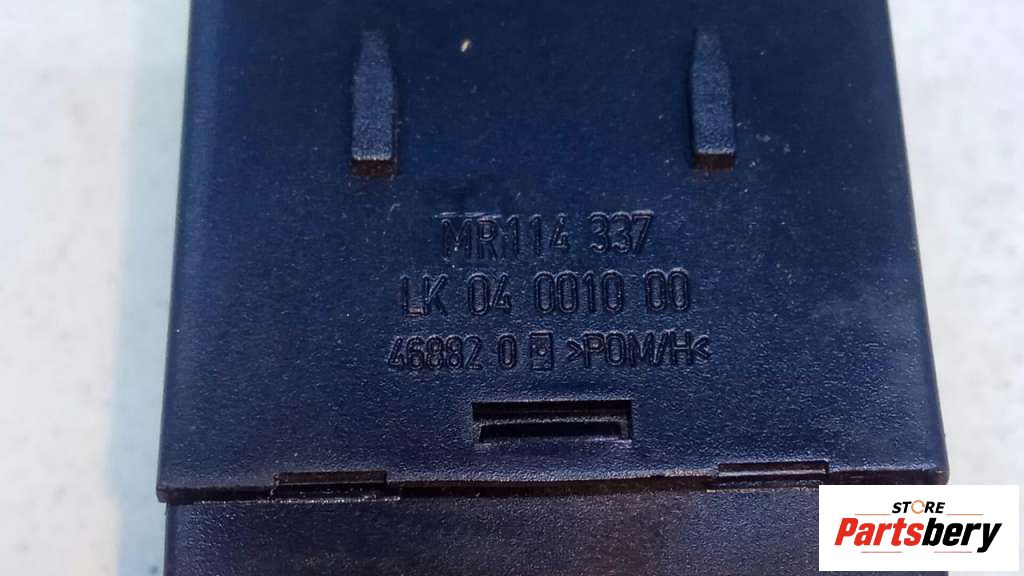 MR114 337
LK 04 0010 00
46882 0 >POM/H<
STORE
Partsbery